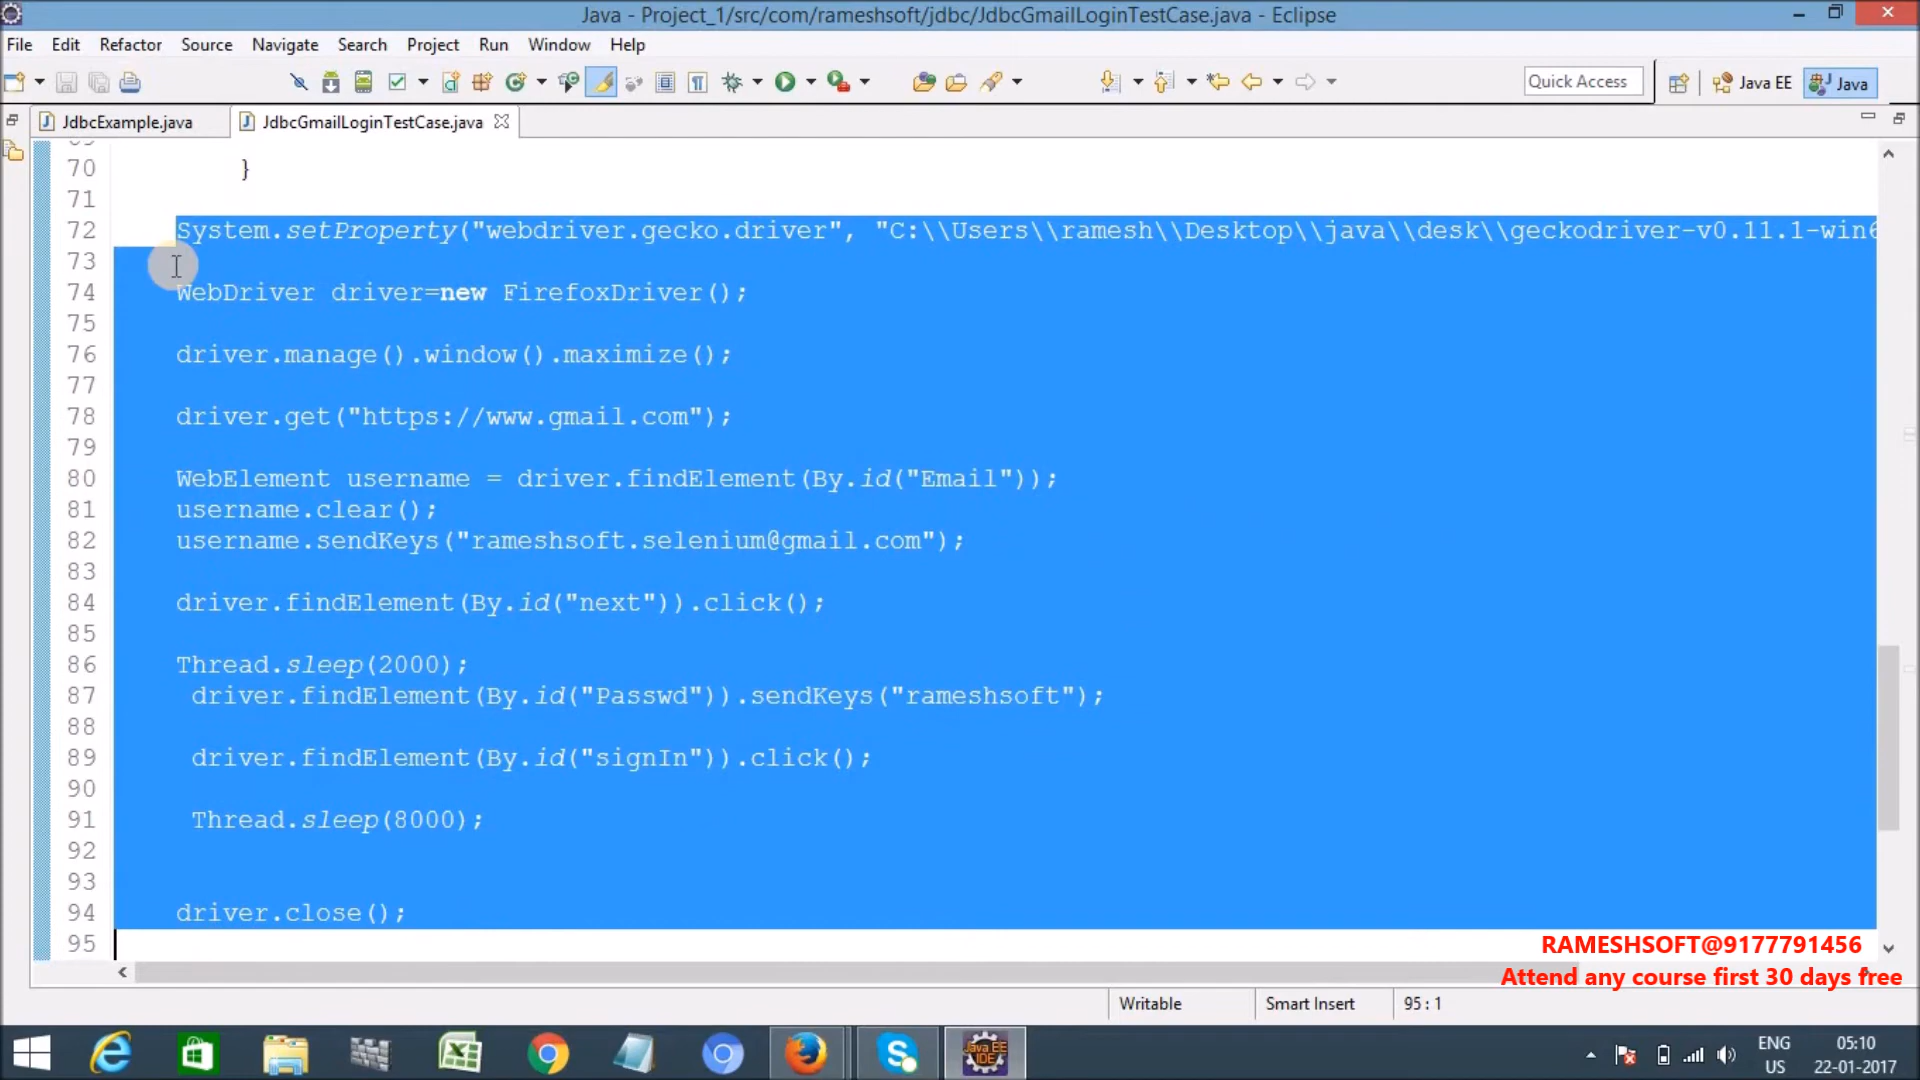 Java - Project_1/src/com/rameshsoft/jdbc/JdbcGmailLoginTestCase.java - Eclipse
File Edit Refactor Source Navigate Search Project Run Window Help
Quick Access Java EE Java
JdbcExample.java JdbcGmailLoginTestCase.java
70 }
71
72 System.setProperty("webdriver.gecko.driver", "C:\\Users\\ramesh\\Desktop\\java\\desk\\geckodriver-v0.11.1-win6
73
74 WebDriver driver=new FirefoxDriver();
75
76 driver.manage().window().maximize();
77
78 driver.get("https://www.gmail.com");
79
80 WebElement username = driver.findElement(By.id("Email"));
81 username.clear();
82 username.sendKeys("rameshsoft.selenium@gmail.com");
83
84 driver.findElement(By.id("next")).click();
85
86 Thread.sleep(2000);
87 driver.findElement(By.id("Passwd")).sendKeys("rameshsoft");
88
89 driver.findElement(By.id("signIn")).click();
90
91 Thread.sleep(8000);
92
93
94 driver.close();
95
RAMESHSOFT@9177791456
Attend any course first 30 days free
Writable Smart Insert 95 : 1
Java EE
IDE
ENG 05:10
US 22-01-2017